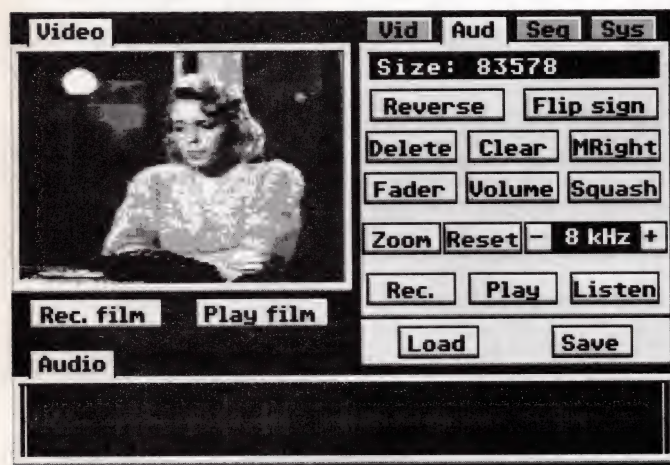 Video
Vid Aud Seq Sys
Size: 83578
Reverse Flip sign
Delete Clear MRight
Fader Volume Squash
Zoom Reset - 8 kHz +
Rec. Play Listen
Rec. film Play film
Load Save
Audio